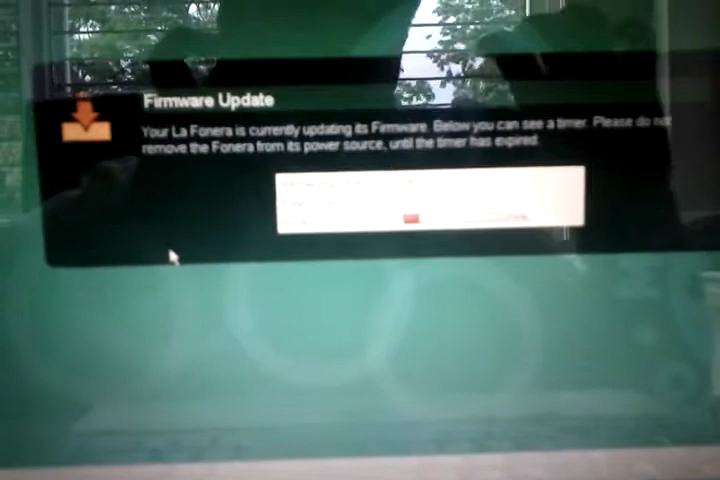 Firmware Update
Your La Fonera is currently updating its Firmware. Below you can see a timer. Please do not
remove the Fonera from its power source, until the timer has expired.